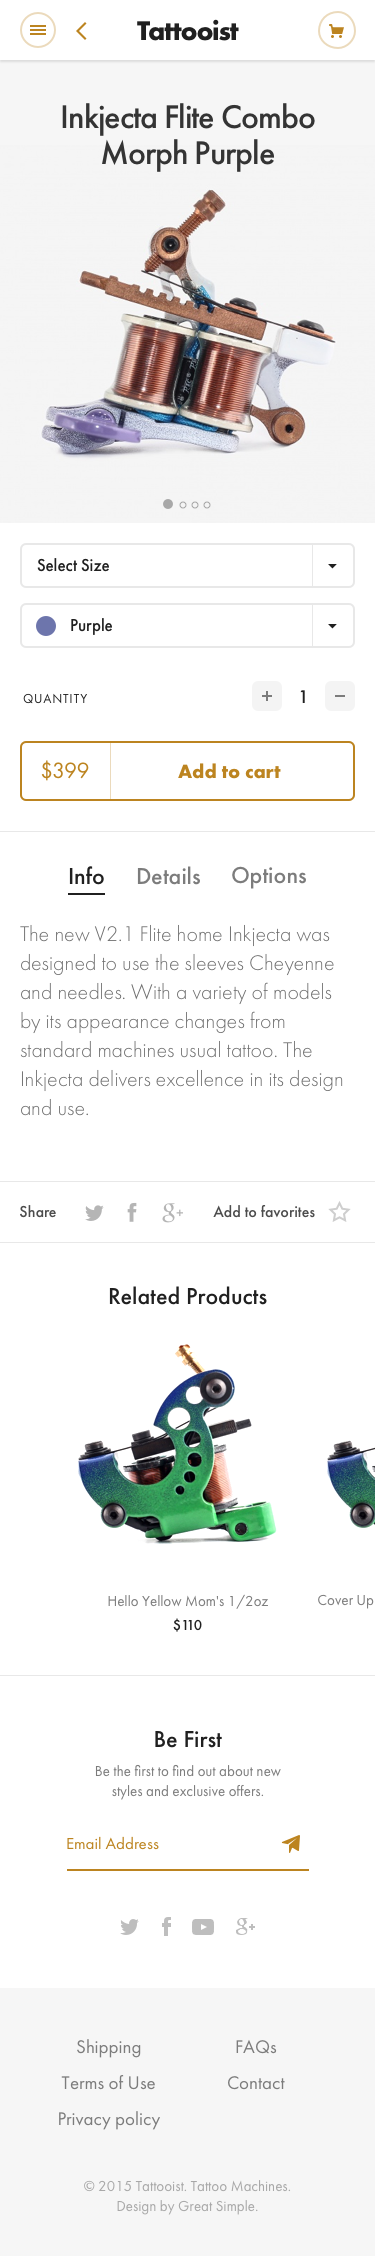 Tattooist
Inkjecta Flite Combo
Morph Purple
Select Size
Purple
QUANTITY
+ 1 −
$399 Add to cart
Info Details Options
The new V2.1 Flite home Inkjecta was
designed to use the sleeves Cheyenne
and needles. With a variety of models
by its appearance changes from
standard machines usual tattoo. The
Inkjecta delivers excellence in its design
and use.
Share Add to favorites
Related Products
Hello Yellow Mom's 1/2oz
$110
Cover Up
Be First
Be the first to find out about new
styles and exclusive offers.
Email Address
Shipping FAQs
Terms of Use Contact
Privacy policy
© 2015 Tattooist. Tattoo Machines.
Design by Great Simple.